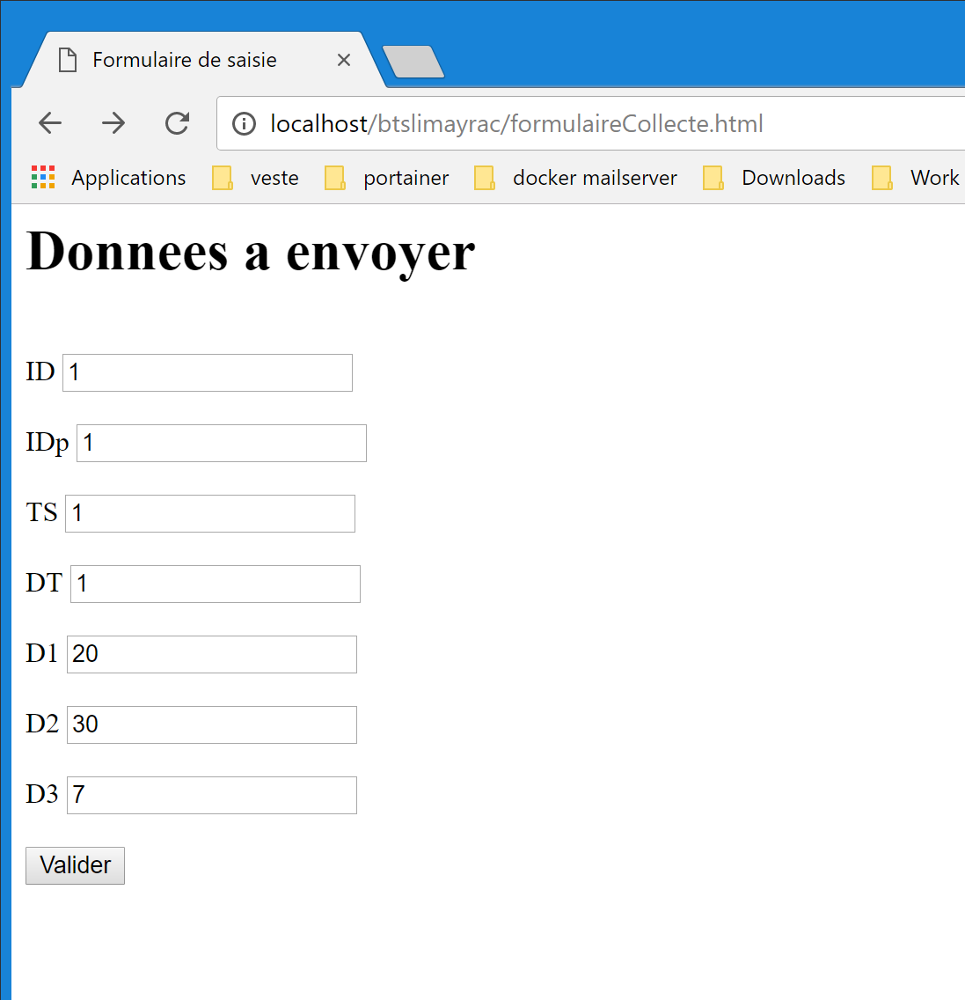 Formulaire de saisie
localhost/btslimayrac/formulaireCollecte.html
Applications veste portainer docker mailserver Downloads Work
Donnees a envoyer
ID 1
IDp 1
TS 1
DT 1
D1 20
D2 30
D3 7
Valider